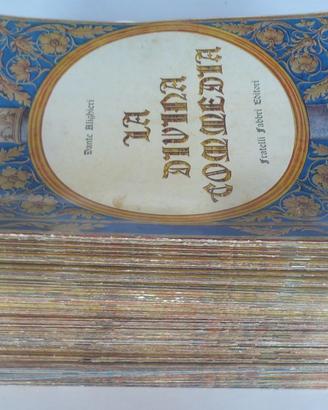 Dante Alighieri
LA
DIVINA
COMMEDIA
Fratelli Fabbri Editori